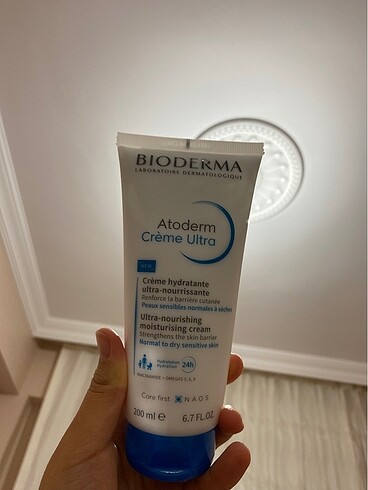 BIODERMA
LABORATOIRE DERMATOLOGIQUE
Atoderm
Crème Ultra
Crème hydratante
ultra-nourrissante
Renforce la barrière cutanée
Peaux sensibles normales à sèches
Ultra-nourishing
moisturising cream
Strengthens the skin barrier
Normal to dry sensitive skin
Hydratation
Hydration
24h
Care first NAOS
200 ml e 6.7 FL.OZ.